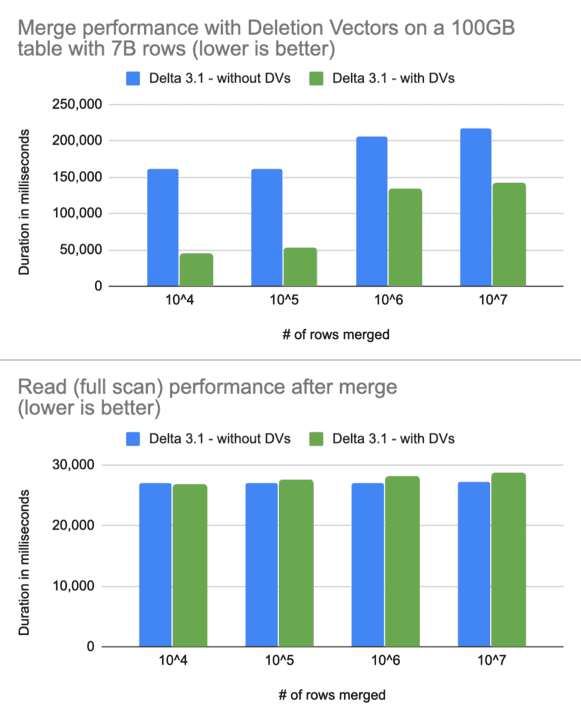 Merge performance with Deletion Vectors on a 100GB
table with 7B rows (lower is better)
Delta 3.1 - without DVs Delta 3.1 - with DVs
Duration in milliseconds
250,000
200,000
150,000
100,000
50,000
0
10^4 10^5 10^6 10^7
# of rows merged
Read (full scan) performance after merge
(lower is better)
Delta 3.1 - without DVs Delta 3.1 - with DVs
Duration in milliseconds
30,000
20,000
10,000
0
10^4 10^5 10^6 10^7
# of rows merged